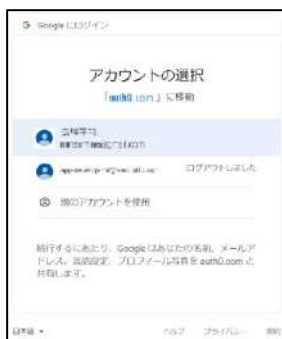 Google にログイン
アカウントの選択
「auth0.com」に移動
ログアウトしました
別のアカウントを使用
続行するにあたり、Google はあなたの名前、メールア
ドレス、言語設定、プロフィール写真を auth0.com と
共有します。
日本語
ヘルプ プライバシー 規約